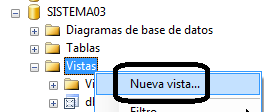 SISTEMA03
Diagramas de base de datos
Tablas
Vistas
Nueva vista...